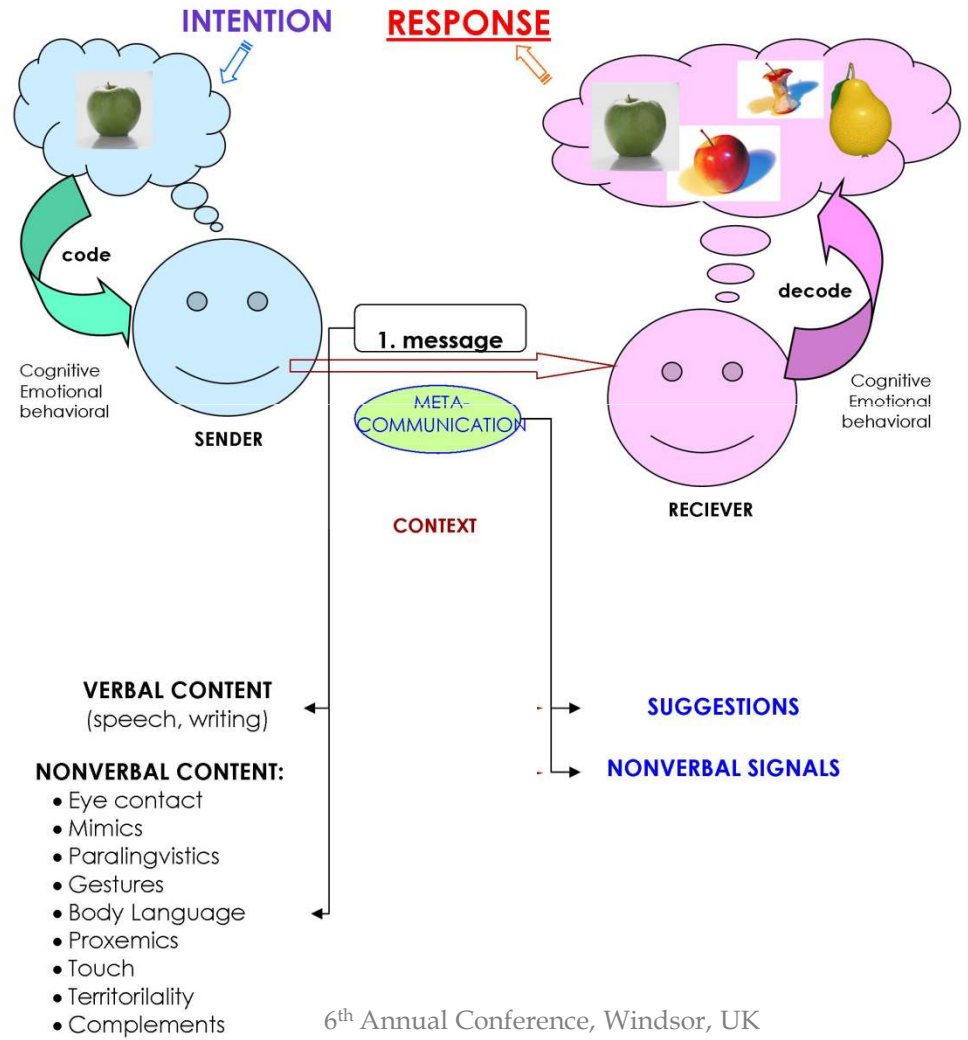 INTENTION
RESPONSE
code
decode
1. message
Cognitive
Emotional
behavioral
META-
COMMUNICATION
Cognitive
Emotional
behavioral
SENDER
RECIEVER
CONTEXT
VERBAL CONTENT
(speech, writing)
SUGGESTIONS
NONVERBAL CONTENT:
NONVERBAL SIGNALS
• Eye contact
• Mimics
• Paralingvistics
• Gestures
• Body Language
• Proxemics
• Touch
• Territorilality
• Complements
6th Annual Conference, Windsor, UK